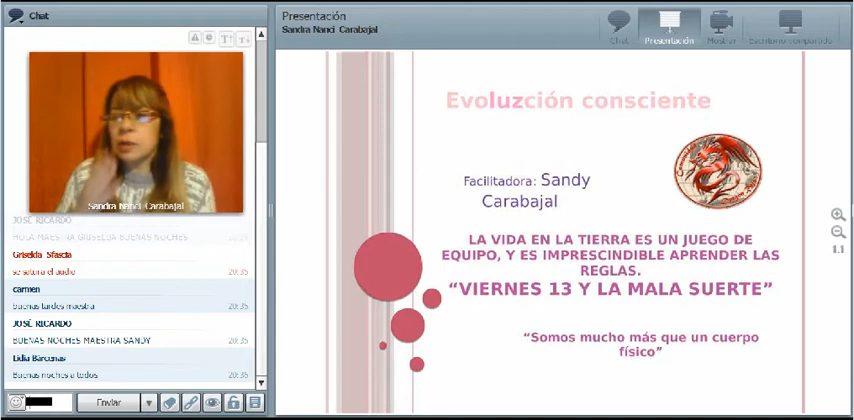 Chat
Sandra Nanci Carabajal
JOSÉ RICARDO
HOLA MAESTRA GRISELDA BUENAS NOCHES
Griselda Sfascia
se satura el audio 20:35
carmen
buenas tardes maestra 20:35
JOSÉ RICARDO
BUENAS NOCHES MAESTRA SANDY 20:35
Lidia Bárcenas
Buenas noches a todos 20:35
Enviar
Presentación
Sandra Nanci Carabajal
Chat Presentación Mostrar Escritorio compartido
Evoluzción consciente
Facilitadora: Sandy
Carabajal
LA VIDA EN LA TIERRA ES UN JUEGO DE
EQUIPO, Y ES IMPRESCINDIBLE APRENDER LAS
REGLAS.
“VIERNES 13 Y LA MALA SUERTE”
“Somos mucho más que un cuerpo
físico”
1.1